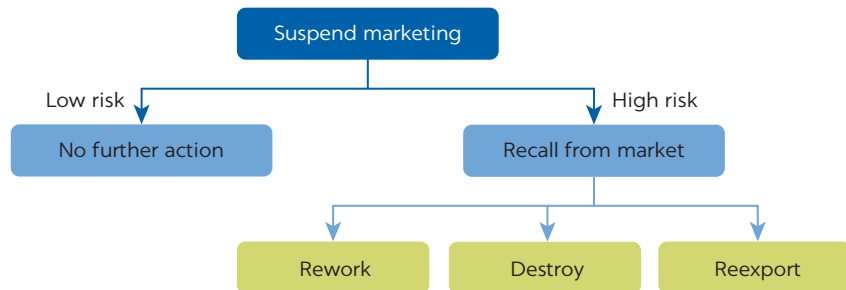 Suspend marketing
Low risk
High risk
No further action
Recall from market
Rework
Destroy
Reexport